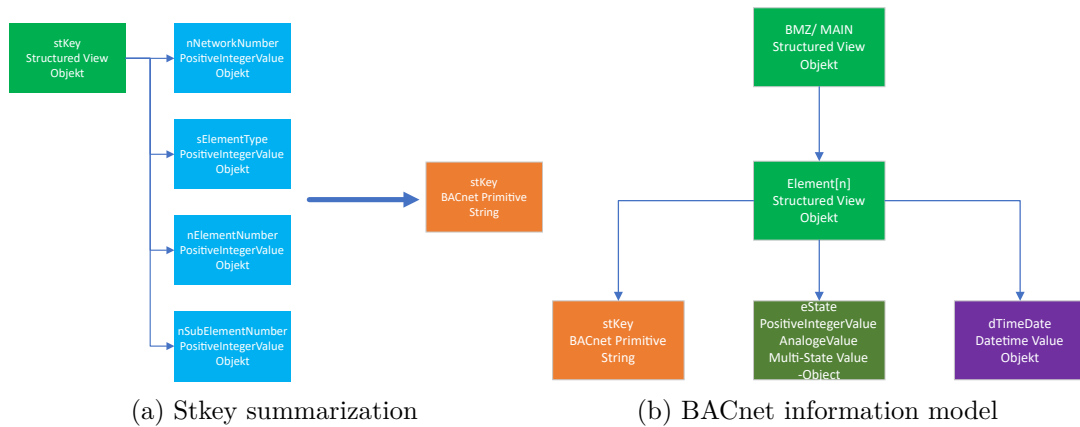 stKey
Structured View
Objekt
nNetworkNumber
PositiveIntegerValue
Objekt
sElementType
PositiveIntegerValue
Objekt
nElementNumber
PositiveIntegerValue
Objekt
nSubElementNumber
PositiveIntegerValue
Objekt
stKey
BACnet Primitive
String
(a) Stkey summarization
BMZ/ MAIN
Structured View
Objekt
Element[n]
Structured View
Objekt
stKey
BACnet Primitive
String
eState
PositiveIntegerValue
AnalogeValue
Multi-State Value
-Object
dTimeDate
Datetime Value
Objekt
(b) BACnet information model